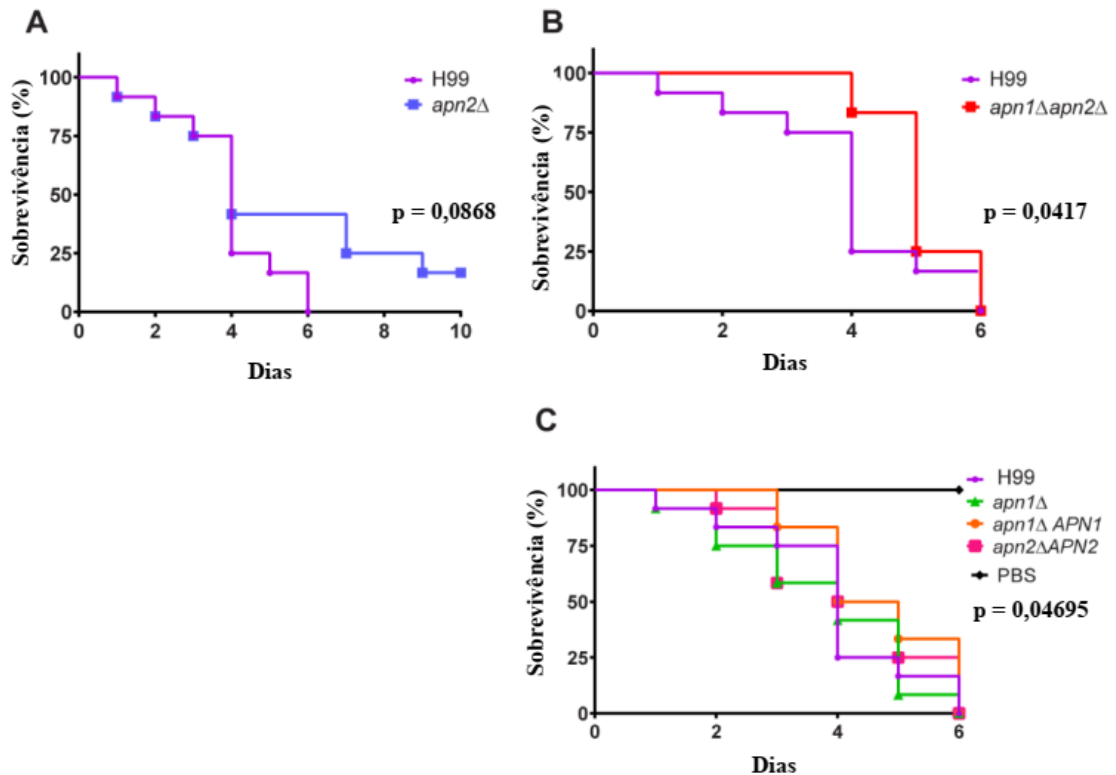 A
Sobrevivência (%)
100
75
50
25
0
0 2 4 6 8 10
Dias
H99
apn2Δ
p = 0,0868
B
Sobrevivência (%)
100
75
50
25
0
0 2 4 6
Dias
H99
apn1Δapn2Δ
p = 0,0417
C
Sobrevivência (%)
100
75
50
25
0
0 2 4 6
Dias
H99
apn1Δ
apn1Δ APN1
apn2ΔAPN2
PBS
p = 0,04695